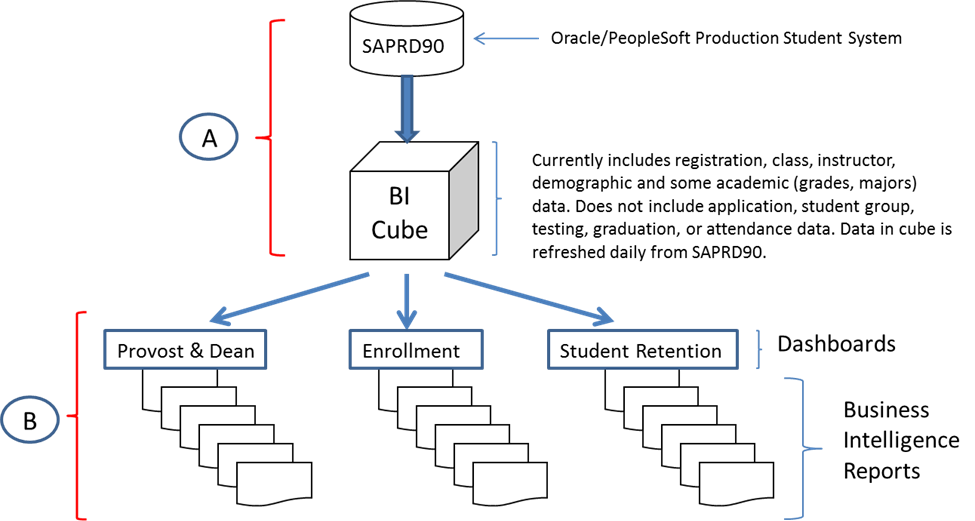 SAPRD90
Oracle/PeopleSoft Production Student System
A
BI
Cube
Currently includes registration, class, instructor,
demographic and some academic (grades, majors)
data. Does not include application, student group,
testing, graduation, or attendance data. Data in cube is
refreshed daily from SAPRD90.
B
Provost & Dean
Enrollment
Student Retention
Dashboards
Business
Intelligence
Reports